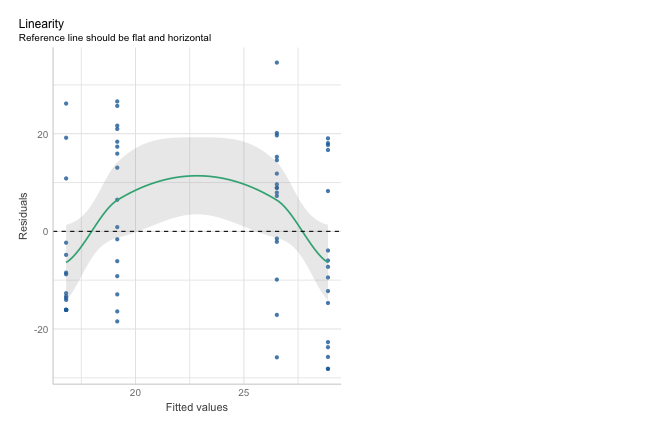 Linearity
Reference line should be flat and horizontal
20
0
-20
Residuals
20 25
Fitted values